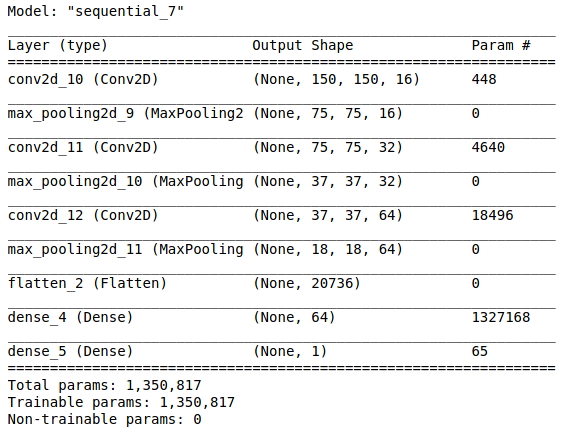 Model: "sequential_7"
Layer (type) Output Shape Param #
conv2d_10 (Conv2D) (None, 150, 150, 16) 448
max_pooling2d_9 (MaxPooling2 (None, 75, 75, 16) 0
conv2d_11 (Conv2D) (None, 75, 75, 32) 4640
max_pooling2d_10 (MaxPooling (None, 37, 37, 32) 0
conv2d_12 (Conv2D) (None, 37, 37, 64) 18496
max_pooling2d_11 (MaxPooling (None, 18, 18, 64) 0
flatten_2 (Flatten) (None, 20736) 0
dense_4 (Dense) (None, 64) 1327168
dense_5 (Dense) (None, 1) 65
Total params: 1,350,817
Trainable params: 1,350,817
Non-trainable params: 0